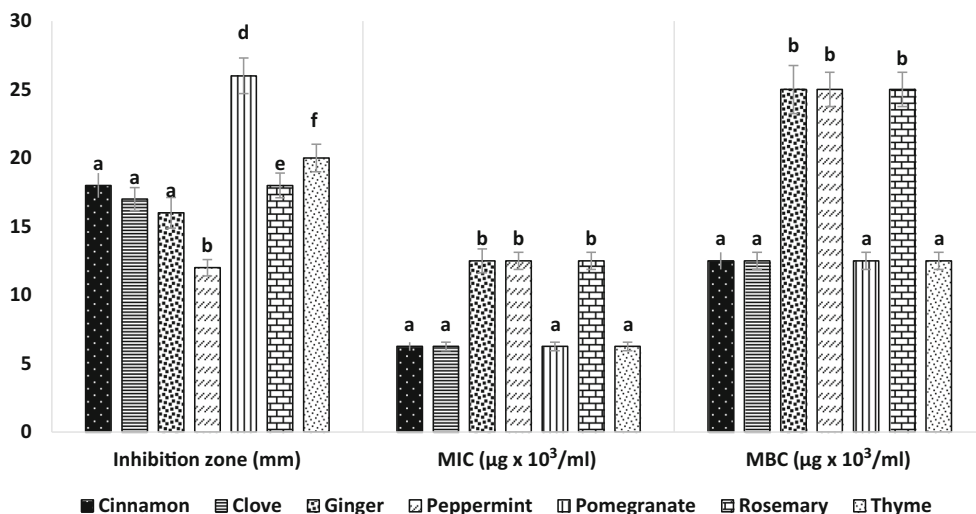 30
25
20
15
10
5
0
a a a b d e f
a a b b a b a
a a b b a b a
Inhibition zone (mm) MIC (µg x 10³/ml) MBC (µg x 10³/ml)
Cinnamon Clove Ginger Peppermint Pomegranate Rosemary Thyme